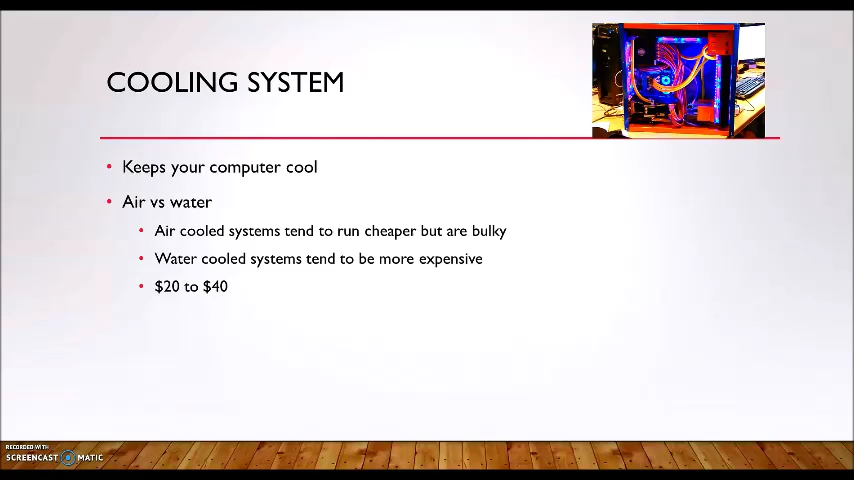 COOLING SYSTEM
• Keeps your computer cool
• Air vs water
• Air cooled systems tend to run cheaper but are bulky
• Water cooled systems tend to be more expensive
• $20 to $40
RECORDED WITH
SCREENCAST MATIC